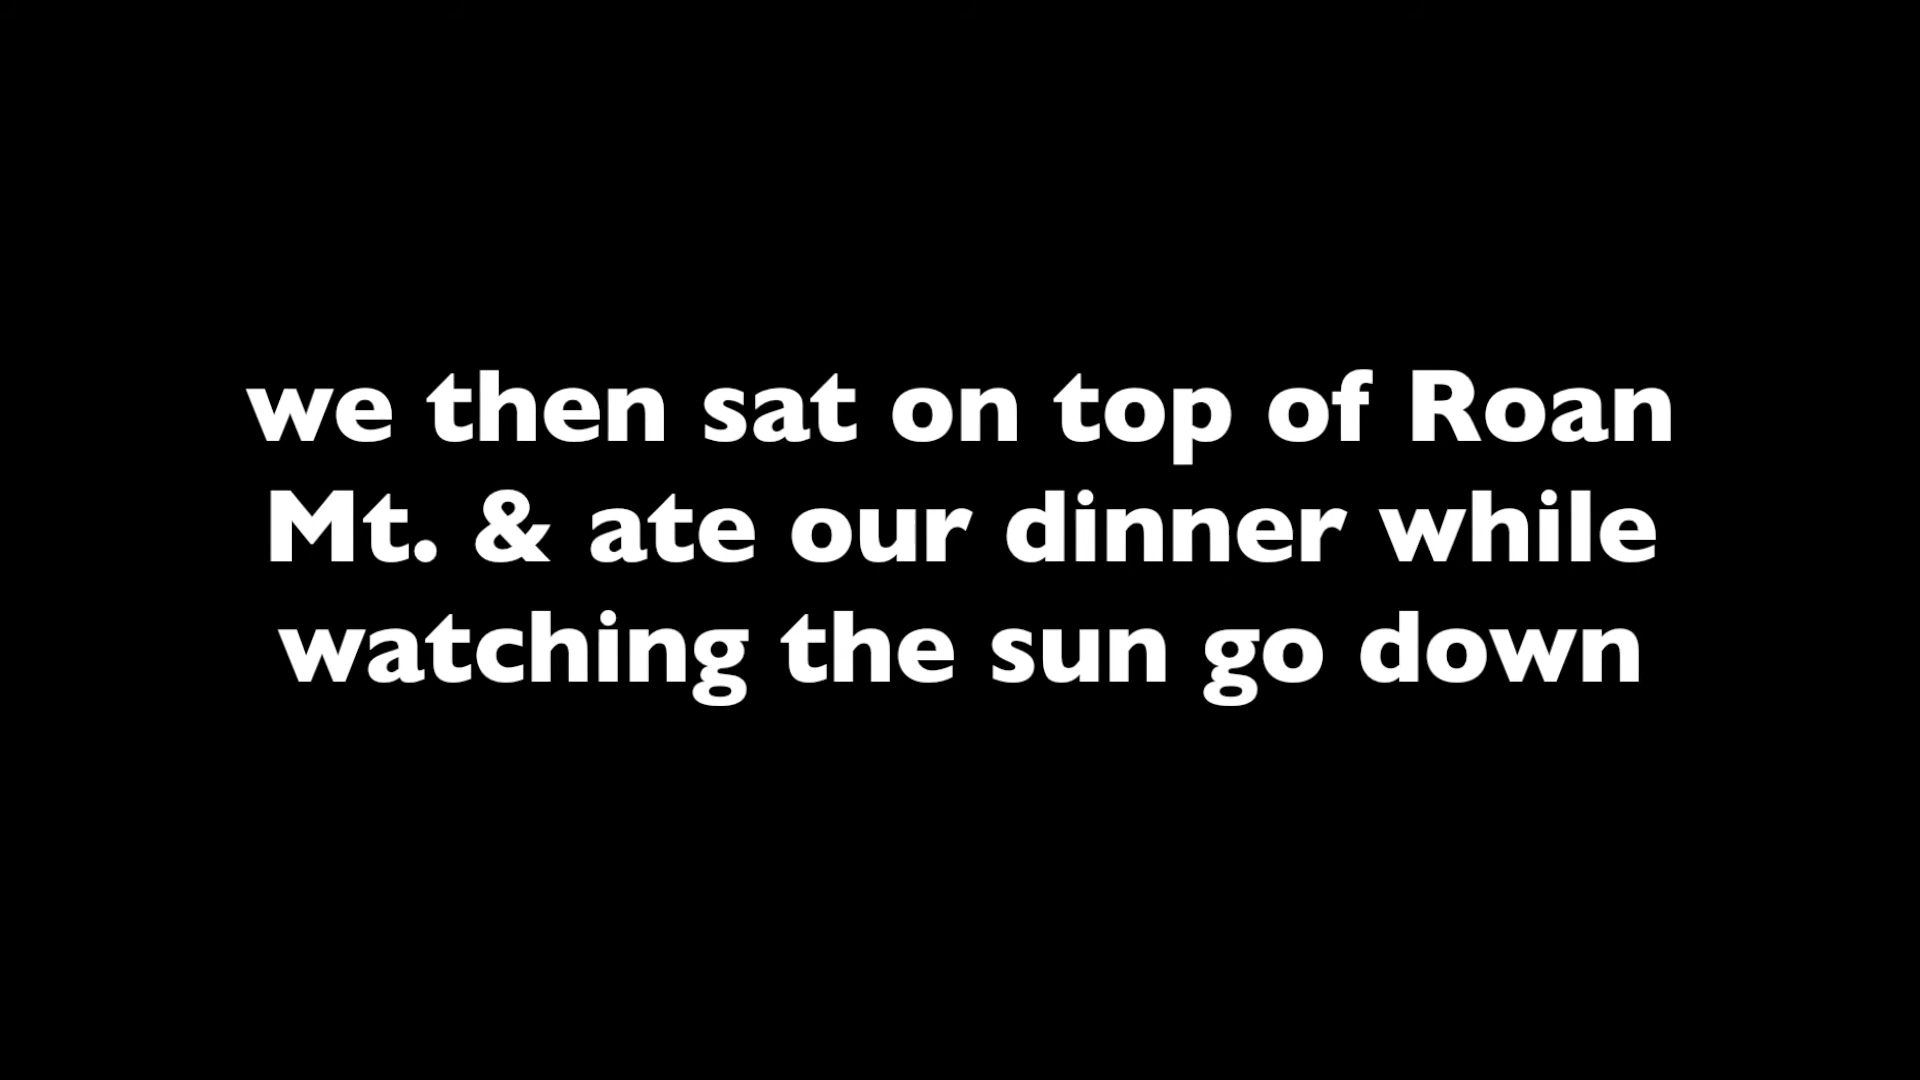 we then sat on top of Roan
Mt. & ate our dinner while
watching the sun go down